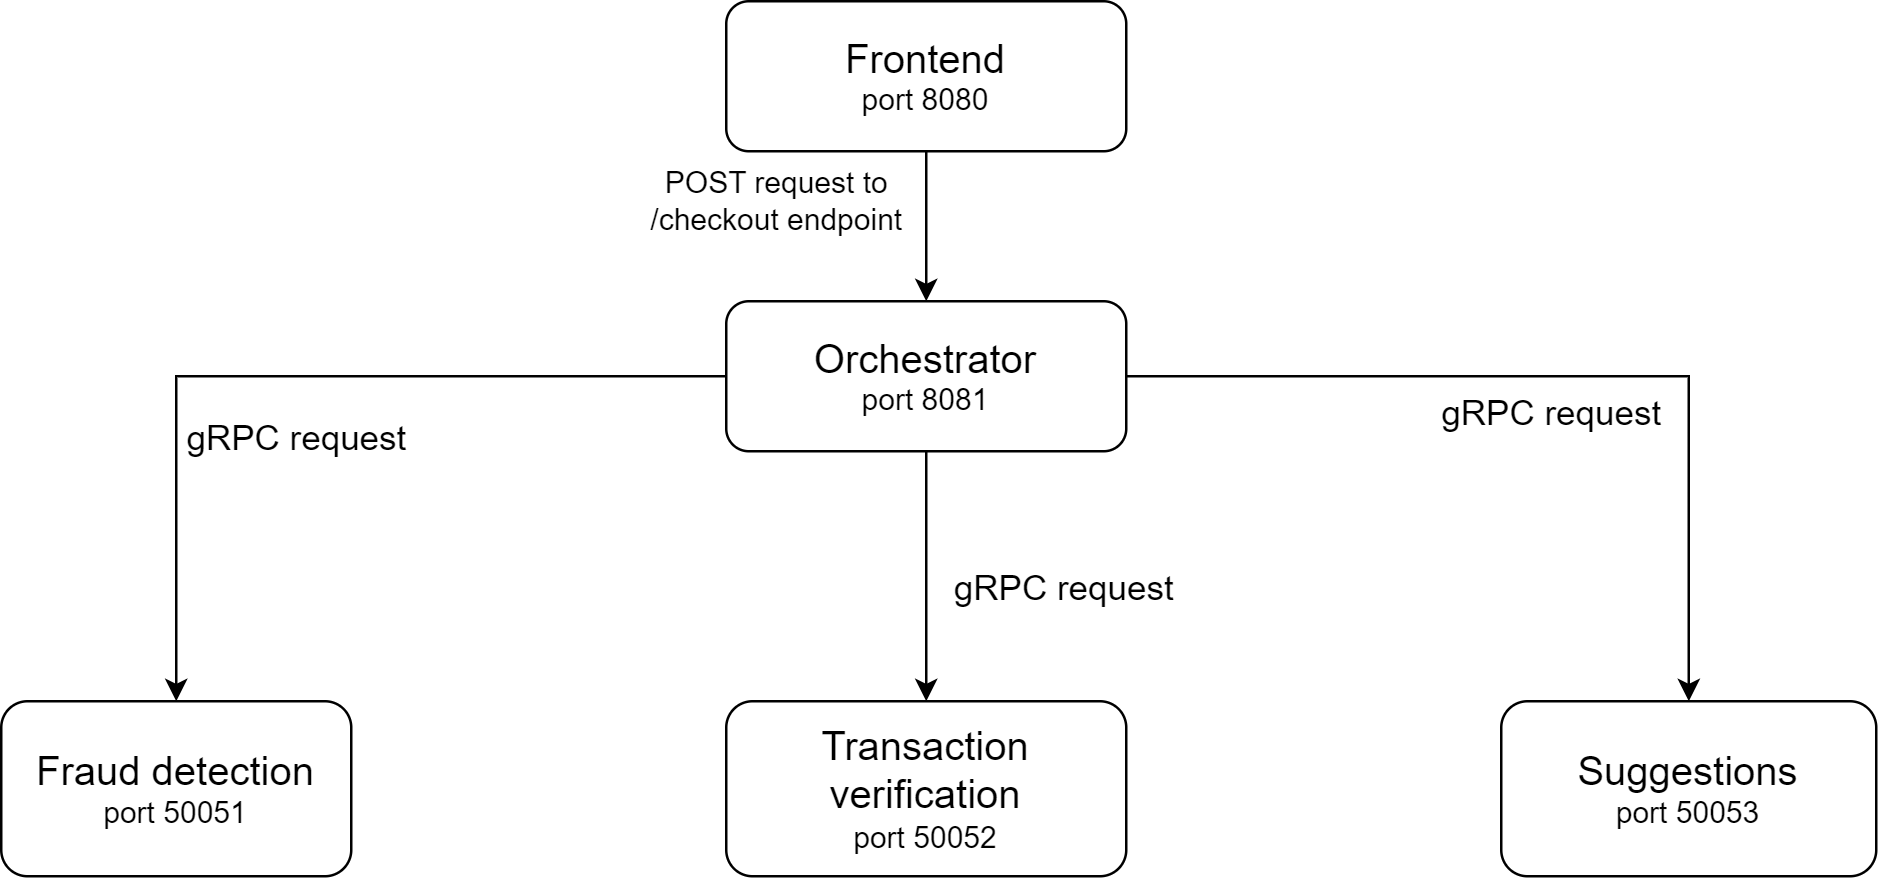 Frontend
port 8080
POST request to
/checkout endpoint
Orchestrator
port 8081
gRPC request
gRPC request
gRPC request
Fraud detection
port 50051
Transaction
verification
port 50052
Suggestions
port 50053